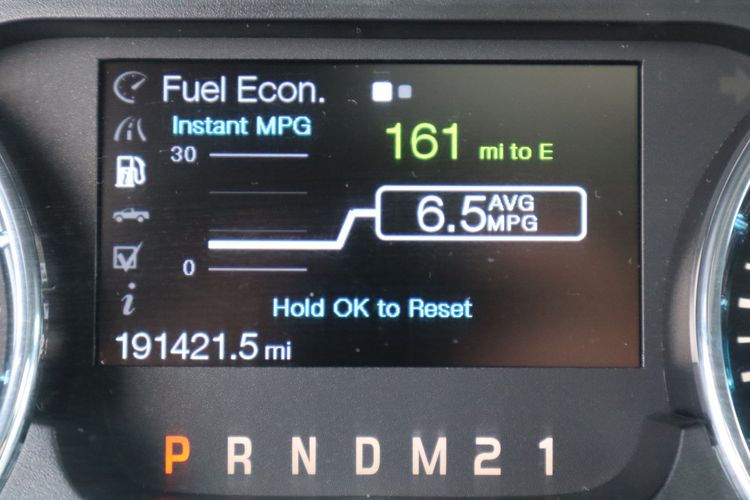 Fuel Econ.
Instant MPG
30
161 mi to E
6.5 AVG MPG
0
Hold OK to Reset
191421.5 mi
P R N D M 2 1